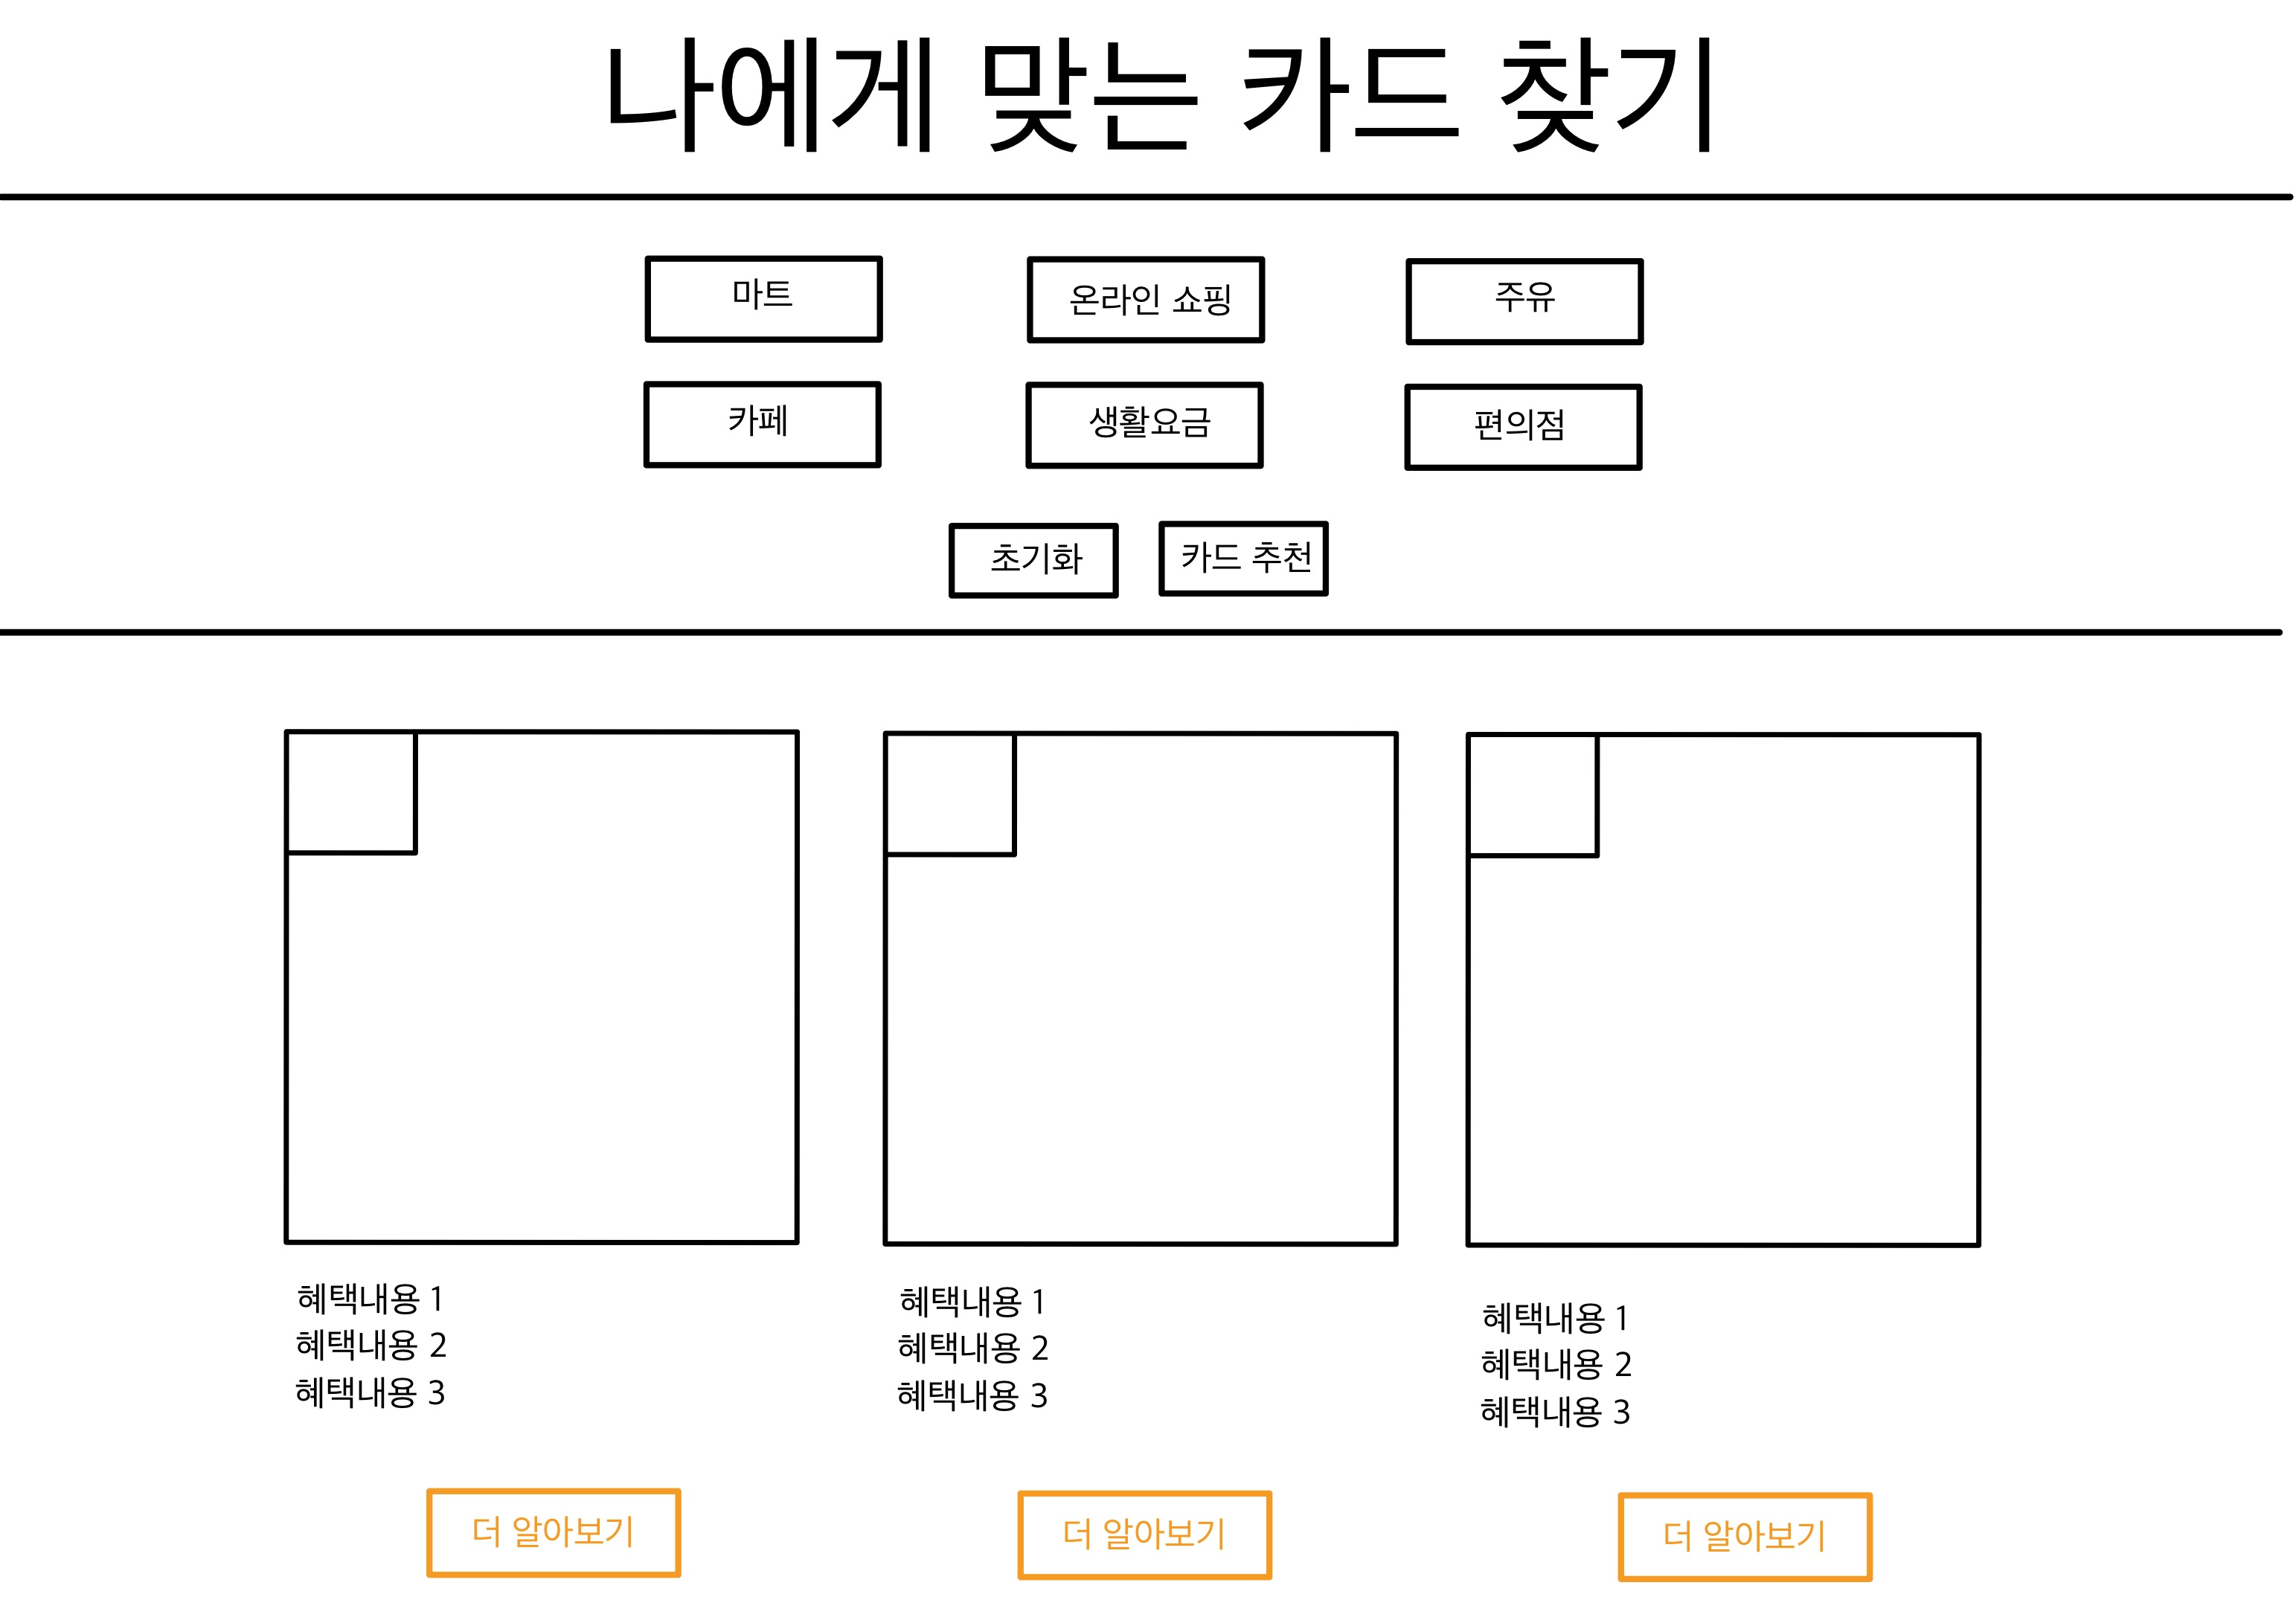 나에게 맞는 카드 찾기
마트
온라인 쇼핑
주유
카페
생활요금
편의점
초기화
카드 추천
혜택내용 1
혜택내용 2
혜택내용 3
혜택내용 1
혜택내용 2
혜택내용 3
혜택내용 1
혜택내용 2
혜택내용 3
더 알아보기
더 알아보기
더 알아보기